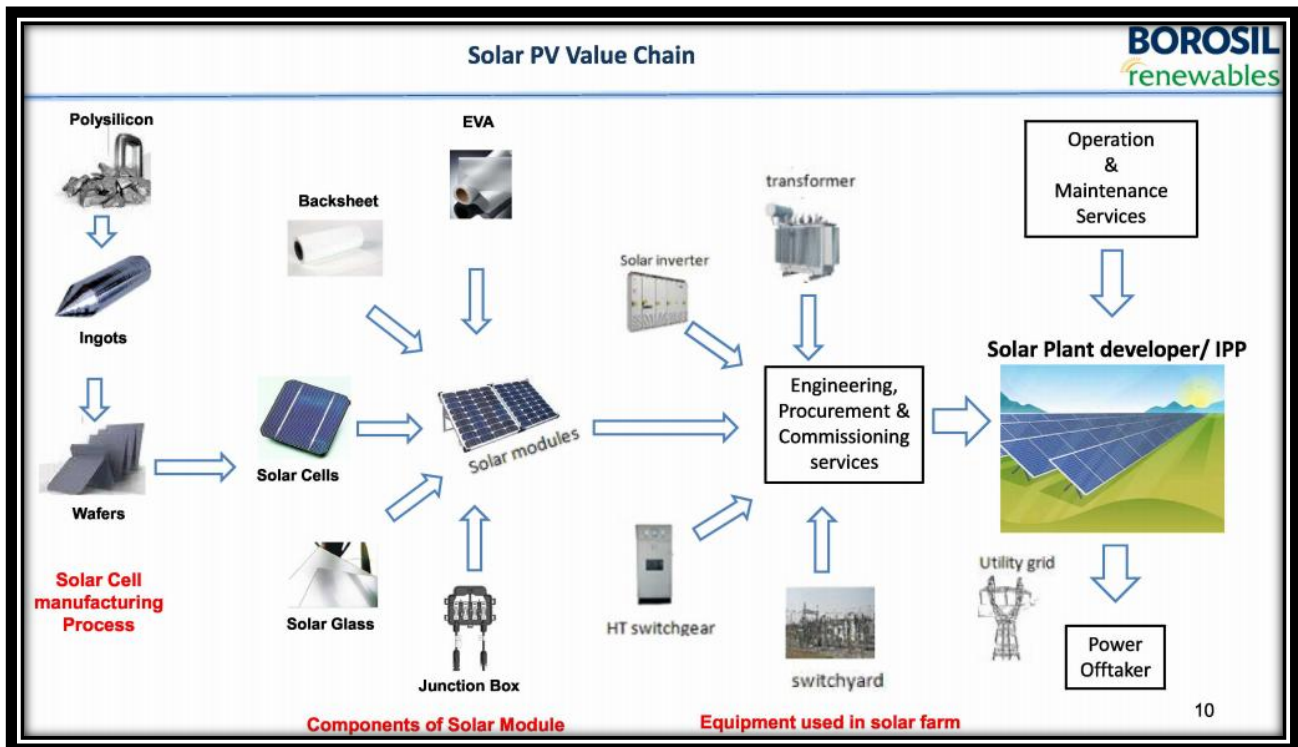 Solar PV Value Chain
BOROSIL
renewables
Polysilicon
Ingots
Wafers
Solar Cell
manufacturing
Process
Backsheet
EVA
Solar Cells
Solar modules
Solar Glass
Junction Box
Components of Solar Module
Solar inverter
transformer
Engineering,
Procurement &
Commissioning
services
HT switchgear
switchyard
Equipment used in solar farm
Operation
&
Maintenance
Services
Solar Plant developer/ IPP
Utility grid
Power
Offtaker
10